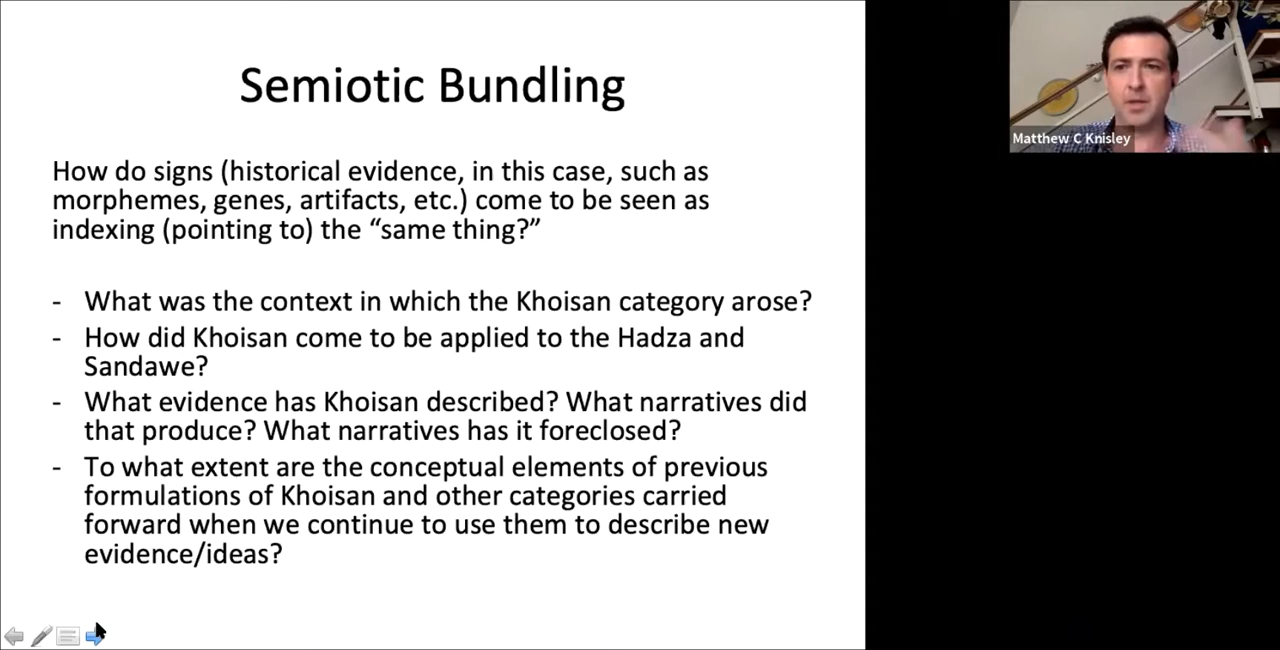 Semiotic Bundling
How do signs (historical evidence, in this case, such as
morphemes, genes, artifacts, etc.) come to be seen as
indexing (pointing to) the “same thing?”
- What was the context in which the Khoisan category arose?
- How did Khoisan come to be applied to the Hadza and
Sandawe?
- What evidence has Khoisan described? What narratives did
that produce? What narratives has it foreclosed?
- To what extent are the conceptual elements of previous
formulations of Khoisan and other categories carried
forward when we continue to use them to describe new
evidence/ideas?
Matthew C Knisley